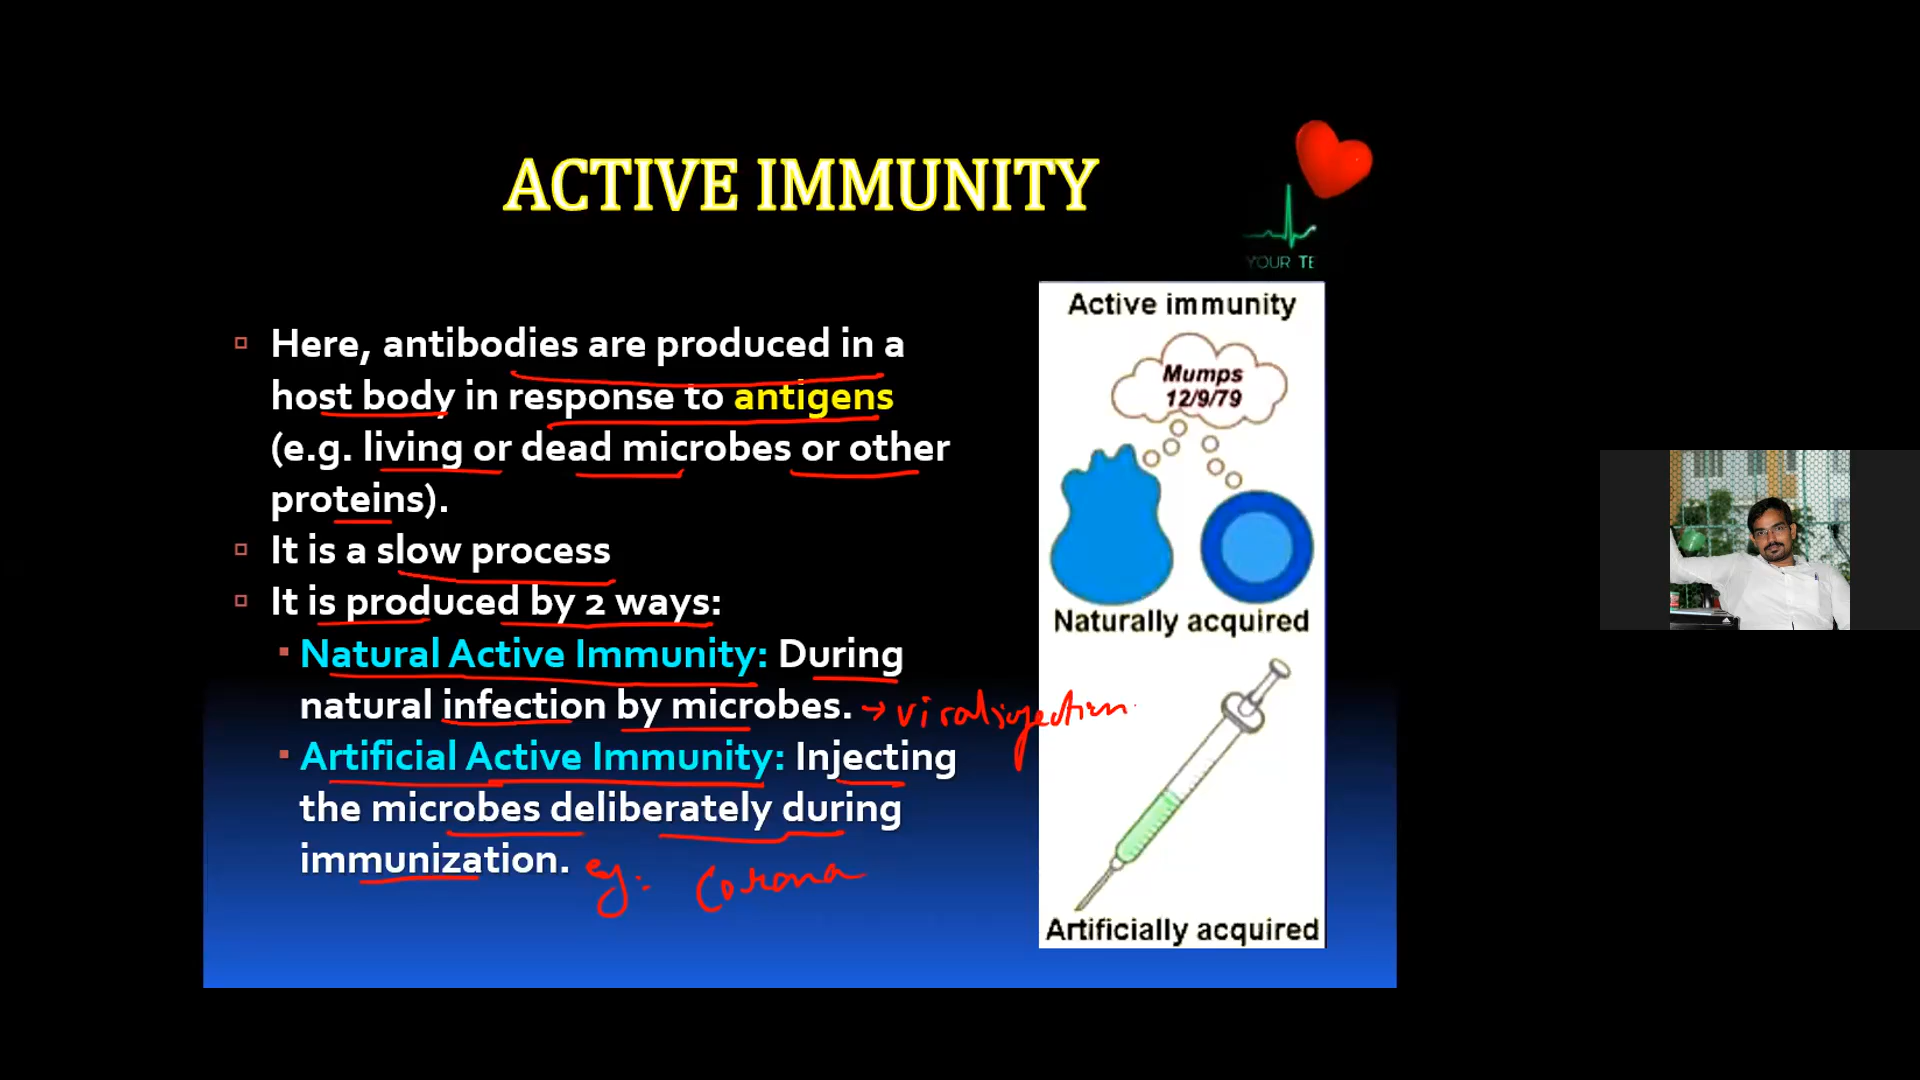 ACTIVE IMMUNITY
YOUR TE
Here, antibodies are produced in a
host body in response to antigens
(e.g. living or dead microbes or other
proteins).
It is a slow process
It is produced by 2 ways:
Natural Active Immunity: During
natural infection by microbes. → viral
Artificial Active Immunity: Injecting
the microbes deliberately during
immunization. eg: Corona
Active immunity
Mumps
12/9/79
Naturally acquired
Artificially acquired